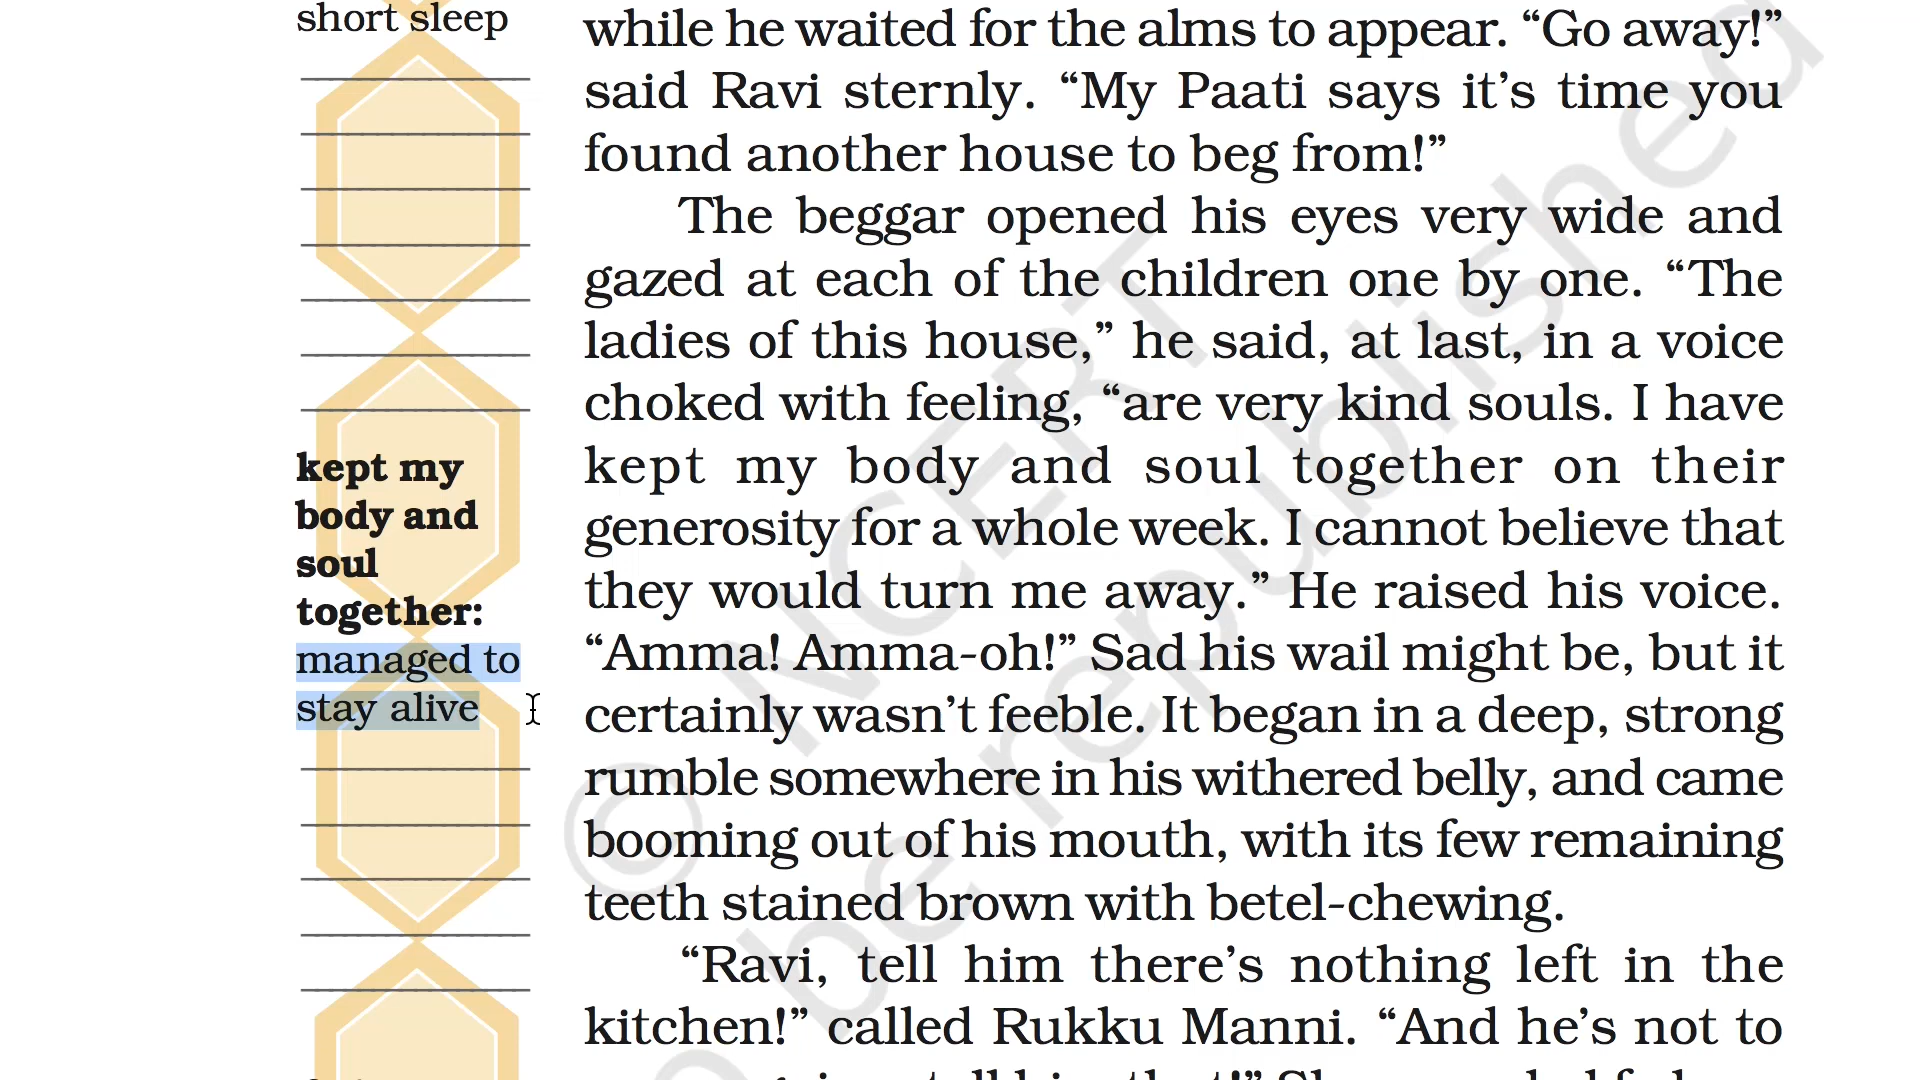 short sleep
kept my
body and
soul
together:
managed to
stay alive
while he waited for the alms to appear. “Go away!”
said Ravi sternly. “My Paati says it’s time you
found another house to beg from!”
The beggar opened his eyes very wide and
gazed at each of the children one by one. “The
ladies of this house,” he said, at last, in a voice
choked with feeling, “are very kind souls. I have
kept my body and soul together on their
generosity for a whole week. I cannot believe that
they would turn me away.” He raised his voice.
“Amma! Amma-oh!” Sad his wail might be, but it
certainly wasn’t feeble. It began in a deep, strong
rumble somewhere in his withered belly, and came
booming out of his mouth, with its few remaining
teeth stained brown with betel-chewing.
“Ravi, tell him there’s nothing left in the
kitchen!” called Rukku Manni. “And he’s not to
© NCERT
be republished